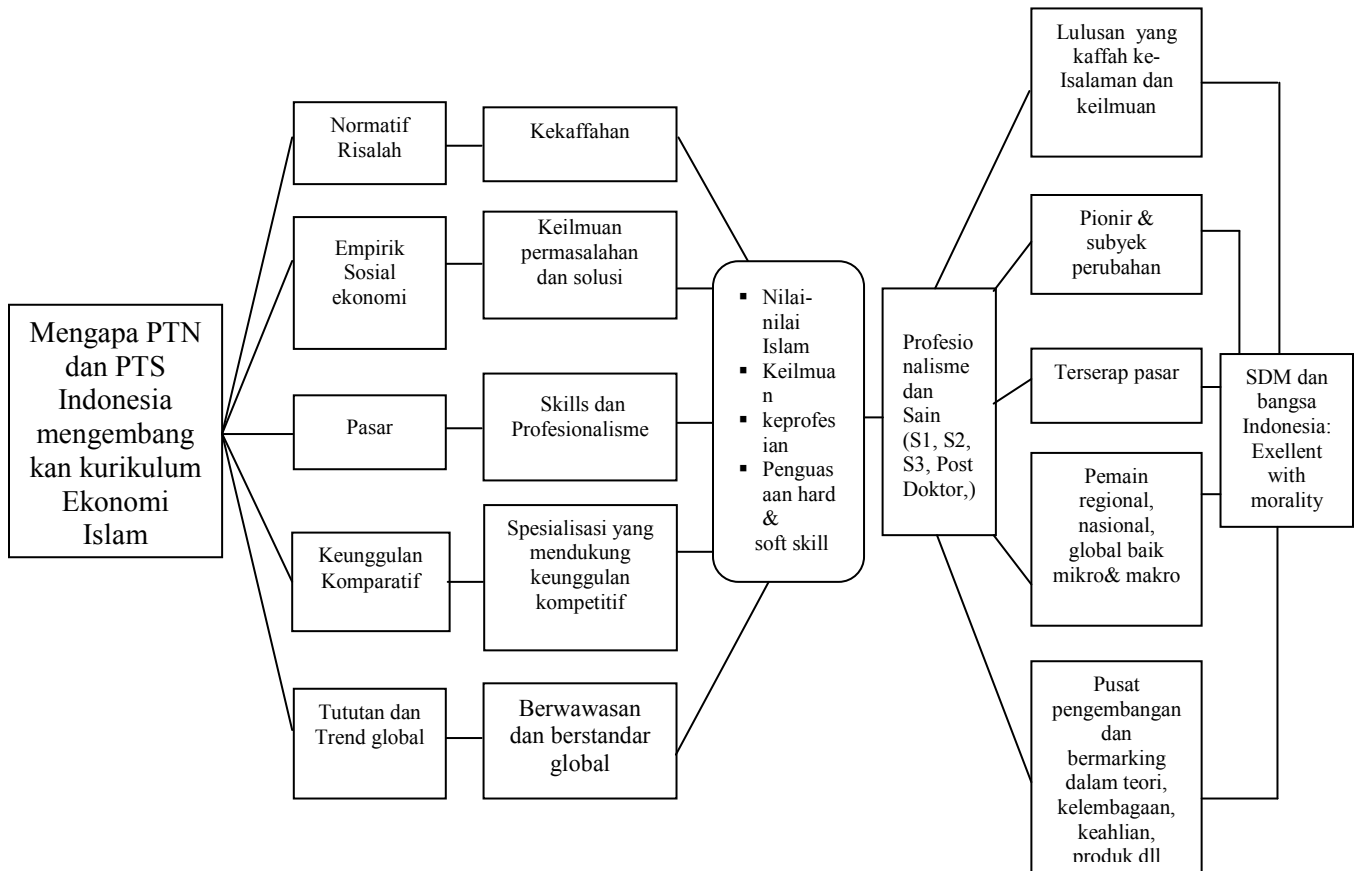 Mengapa PTN
dan PTS
Indonesia
mengembang
kan kurikulum
Ekonomi
Islam
Normatif
Risalah
Empirik
Sosial
ekonomi
Pasar
Keunggulan
Komparatif
Tututan dan
Trend global
Kekaffahan
Keilmuan
permasalahan
dan solusi
Skills dan
Profesionalisme
Spesialisasi yang
mendukung
keunggulan
kompetitif
Berwawasan
dan berstandar
global
▪ Nilai-
nilai
Islam
▪ Keilmua
n
▪ keprofes
ian
▪ Pengua
saan hard
&
soft skill
Profesio
nalisme
dan
Sain
(S1, S2,
S3, Post
Doktor,)
Lulusan yang
kaffah ke-
Isalaman dan
keilmuan
Pionir &
subyek
perubahan
Terserap pasar
Pemain
regional,
nasional,
global baik
mikro& makro
Pusat
pengembangan
dan
bermarking
dalam teori,
kelembagaan,
keahlian,
produk dll
SDM dan
bangsa
Indonesia:
Exellent
with
morality